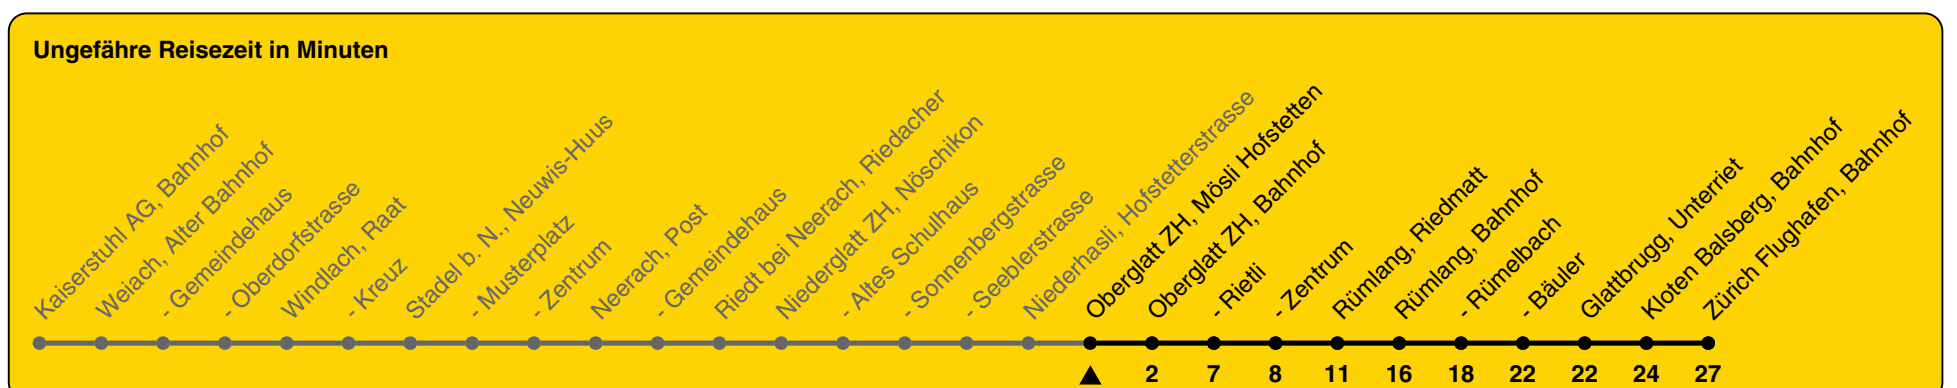 Ungefähre Reisezeit in Minuten
Kaiserstuhl AG, Bahnhof
Weiach, Alter Bahnhof
- Gemeindehaus
- Oberdorfstrasse
Windlach, Raat
- Kreuz
Stadel b. N., Neuwis-Huus
- Musterplatz
- Zentrum
Neerach, Post
- Gemeindehaus
Riedt bei Neerach, Riedacher
Niederglatt ZH, Nöschikon
- Altes Schulhaus
- Sonnenbergstrasse
- Seeblerstrasse
Niederhasli, Hofstetterstrasse
Oberglatt ZH, Mösli Hofstetten
Oberglatt ZH, Bahnhof
- Rietli
- Zentrum
Rümlang, Riedmatt
Rümlang, Bahnhof
- Rümelbach
- Bäuler
Glattbrugg, Unterriet
Kloten Balsberg, Bahnhof
Zürich Flughafen, Bahnhof
2 7 8 11 16 18 22 22 24 27